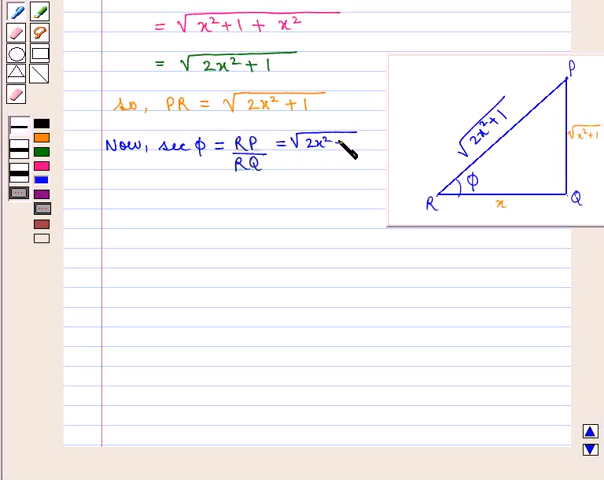 = √(x²+1 + x²)
= √(2x²+1)
so, PR = √(2x²+1)
Now, sec ϕ = RP/RQ = √(2x²
P
√(2x²+1)
√(x²+1)
ϕ
R
x
Q